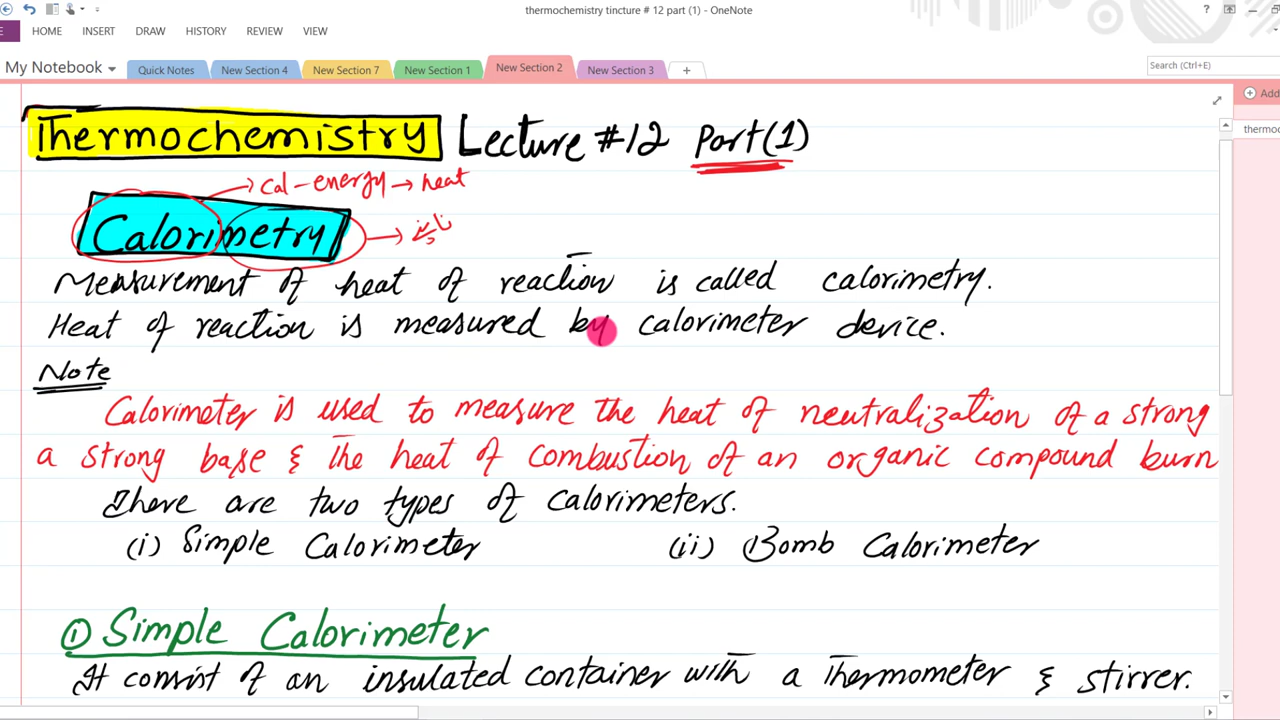 thermochemistry tincture # 12 part (1) - OneNote
HOME INSERT DRAW HISTORY REVIEW VIEW
My Notebook Quick Notes New Section 4 New Section 7 New Section 1 New Section 2 New Section 3 +
Search (Ctrl+E)
Add
thermoc
Thermochemistry Lecture #12 Part(1)
Cal - energy → heat
Calorimetry →
Measurement of heat of reaction is called calorimetry.
Heat of reaction is measured by calorimeter device.
Note
Calorimeter is used to measure the heat of neutralization of a strong
a strong base & The heat of combustion of an organic compound burn
There are two types of Calorimeters.
(i) Simple Calorimeter (ii) Bomb Calorimeter
① Simple Calorimeter
It consist of an insulated container with a Thermometer & stirrer.